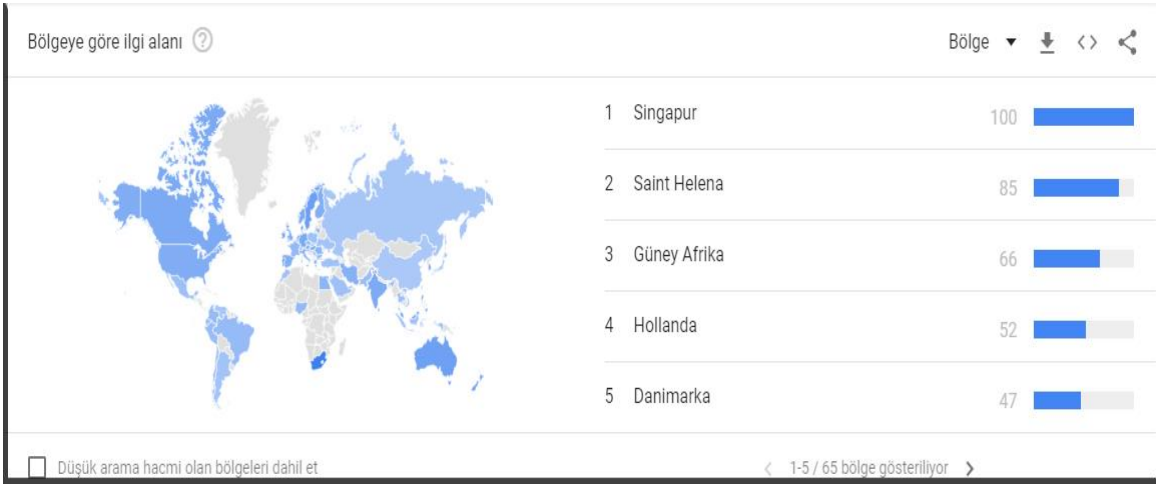 Bölgeye göre ilgi alanı ?
Bölge
1 Singapur 100
2 Saint Helena 85
3 Güney Afrika 66
4 Hollanda 52
5 Danimarka 47
Düşük arama hacmi olan bölgeleri dahil et
1-5 / 65 bölge gösteriliyor